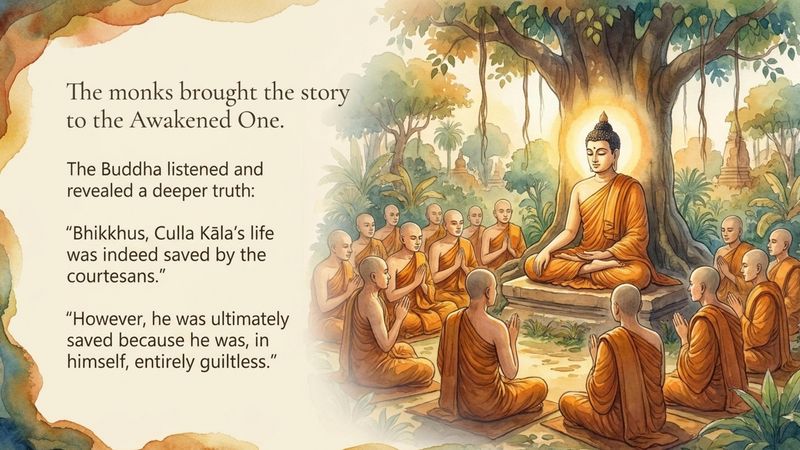 The monks brought the story
to the Awakened One.
The Buddha listened and
revealed a deeper truth:
“Bhikkhus, Culla Kāla’s life
was indeed saved by the
courtesans.”
“However, he was ultimately
saved because he was, in
himself, entirely guiltless.”